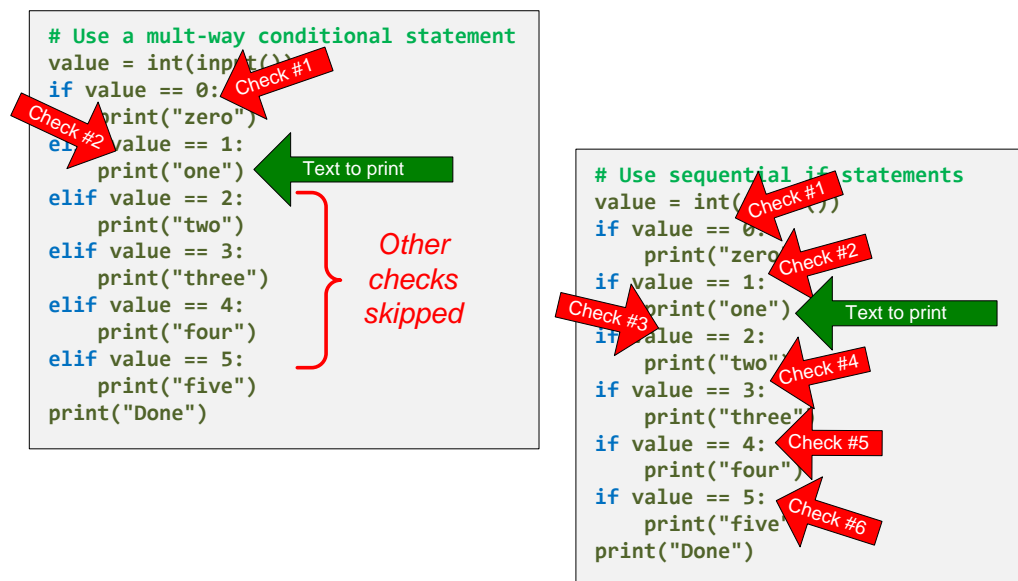 # Use a mult-way conditional statement
value = int(input())
if value == 0:
    print("zero")
elif value == 1:
    print("one")
elif value == 2:
    print("two")
elif value == 3:
    print("three")
elif value == 4:
    print("four")
elif value == 5:
    print("five")
print("Done")
Check #1
Check #2
Text to print
Other
checks
skipped
# Use sequential if statements
value = int(input())
if value == 0:
    print("zero")
if value == 1:
    print("one")
if value == 2:
    print("two")
if value == 3:
    print("three")
if value == 4:
    print("four")
if value == 5:
    print("five")
print("Done")
Check #1
Check #2
Check #3
Text to print
Check #4
Check #5
Check #6